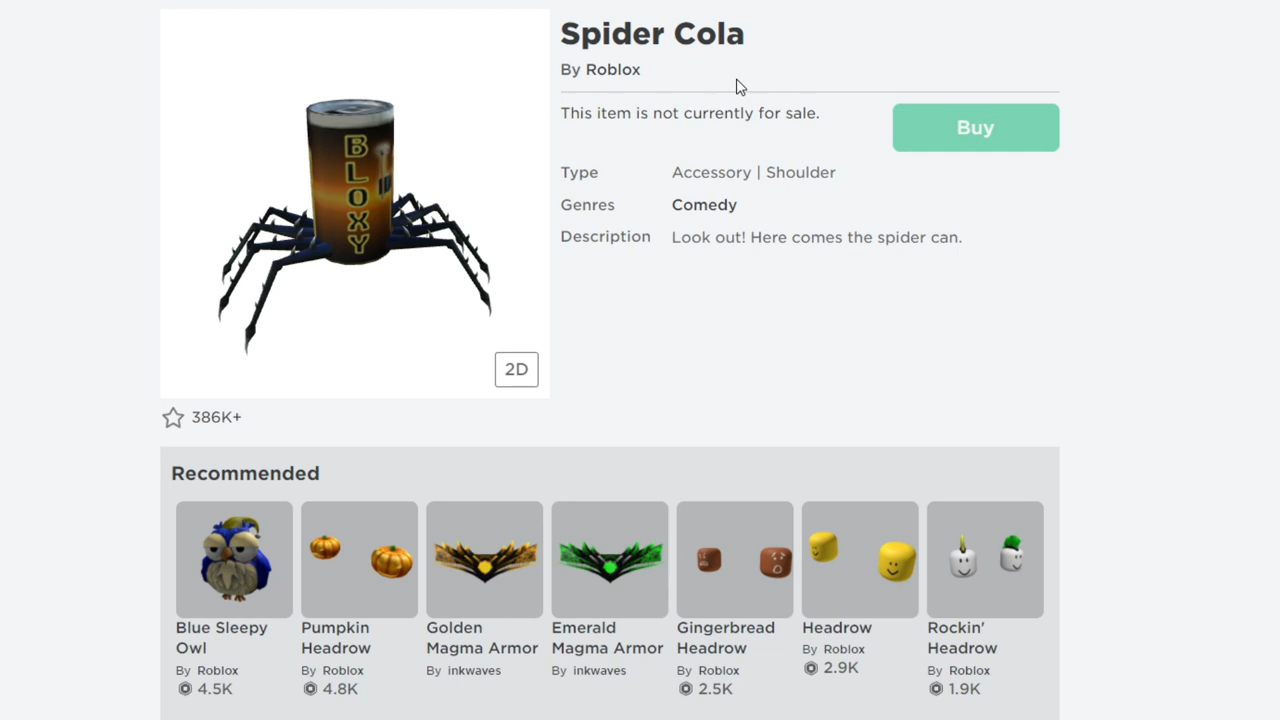 Spider Cola
By Roblox
This item is not currently for sale.
Buy
Type Accessory | Shoulder
Genres Comedy
Description Look out! Here comes the spider can.
BLOXY
2D
386K+
Recommended
Blue Sleepy Owl
By Roblox
4.5K
Pumpkin Headrow
By Roblox
4.8K
Golden Magma Armor
By inkwaves
Emerald Magma Armor
By inkwaves
Gingerbread Headrow
By Roblox
2.5K
Headrow
By Roblox
2.9K
Rockin' Headrow
By Roblox
1.9K